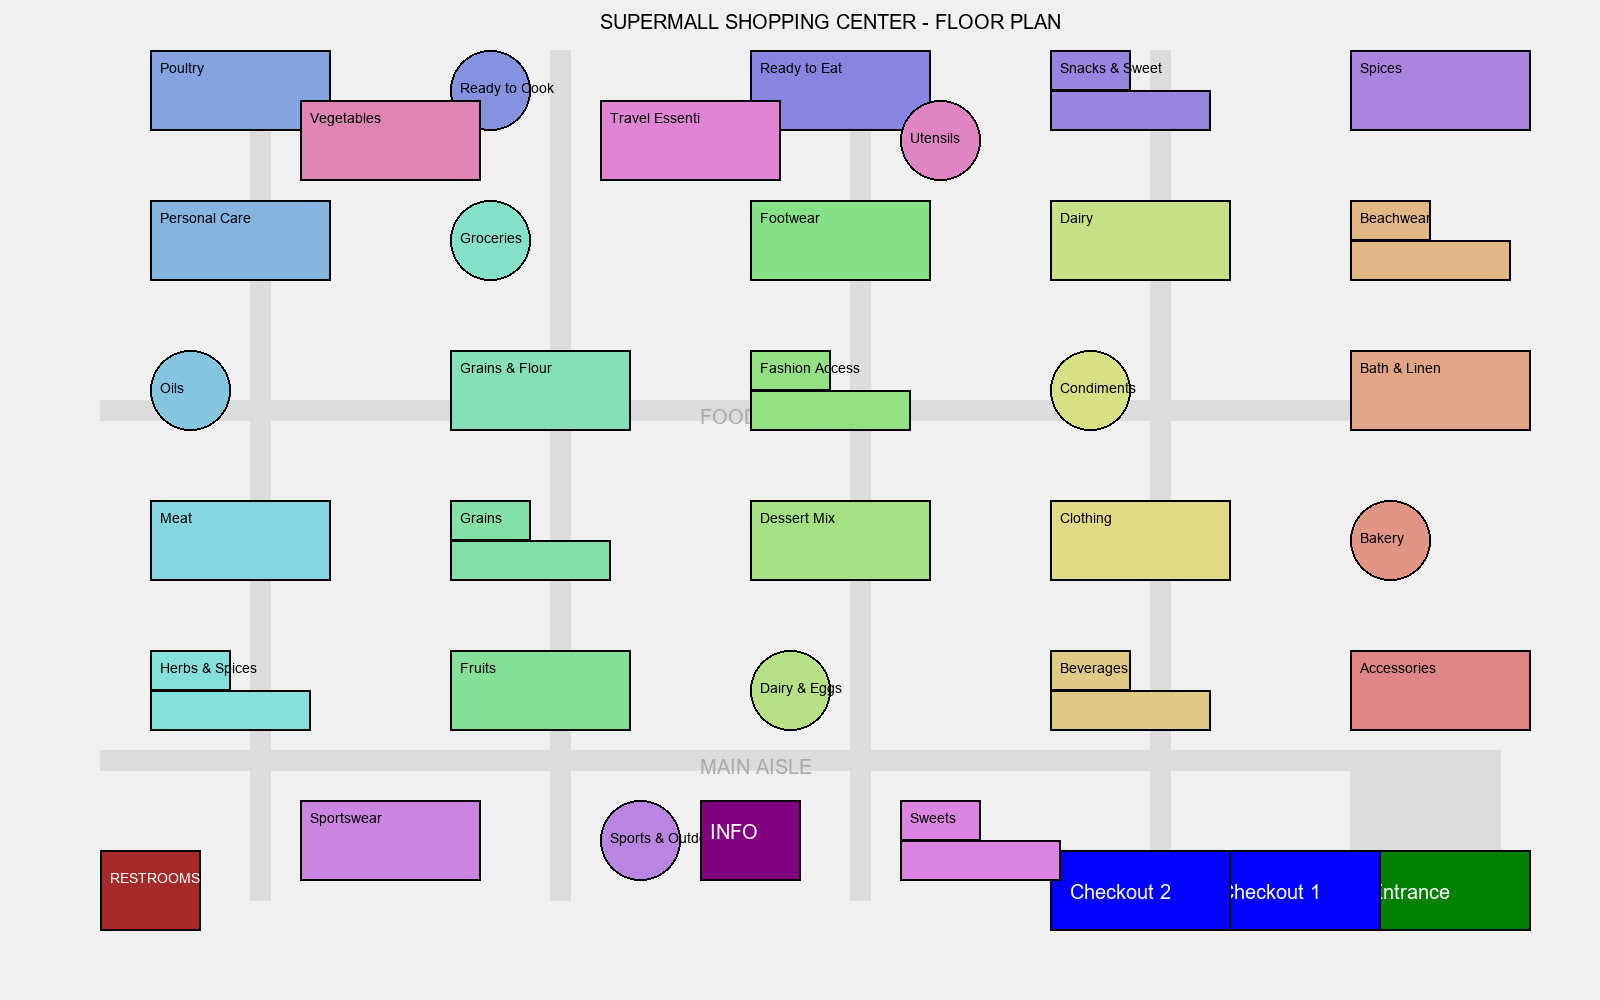 SUPERMALL SHOPPING CENTER - FLOOR PLAN
Poultry
Ready to Cook
Ready to Eat
Snacks & Sweet
Spices
Vegetables
Travel Essenti
Utensils
Personal Care
Groceries
Footwear
Dairy
Beachwear
Oils
Grains & Flour
Fashion Access
Condiments
Bath & Linen
FOOD
Meat
Grains
Dessert Mix
Clothing
Bakery
Herbs & Spices
Fruits
Dairy & Eggs
Beverages
Accessories
MAIN AISLE
Sportswear
Sports & Outd
INFO
Sweets
RESTROOMS
Checkout 2
Checkout 1
Entrance